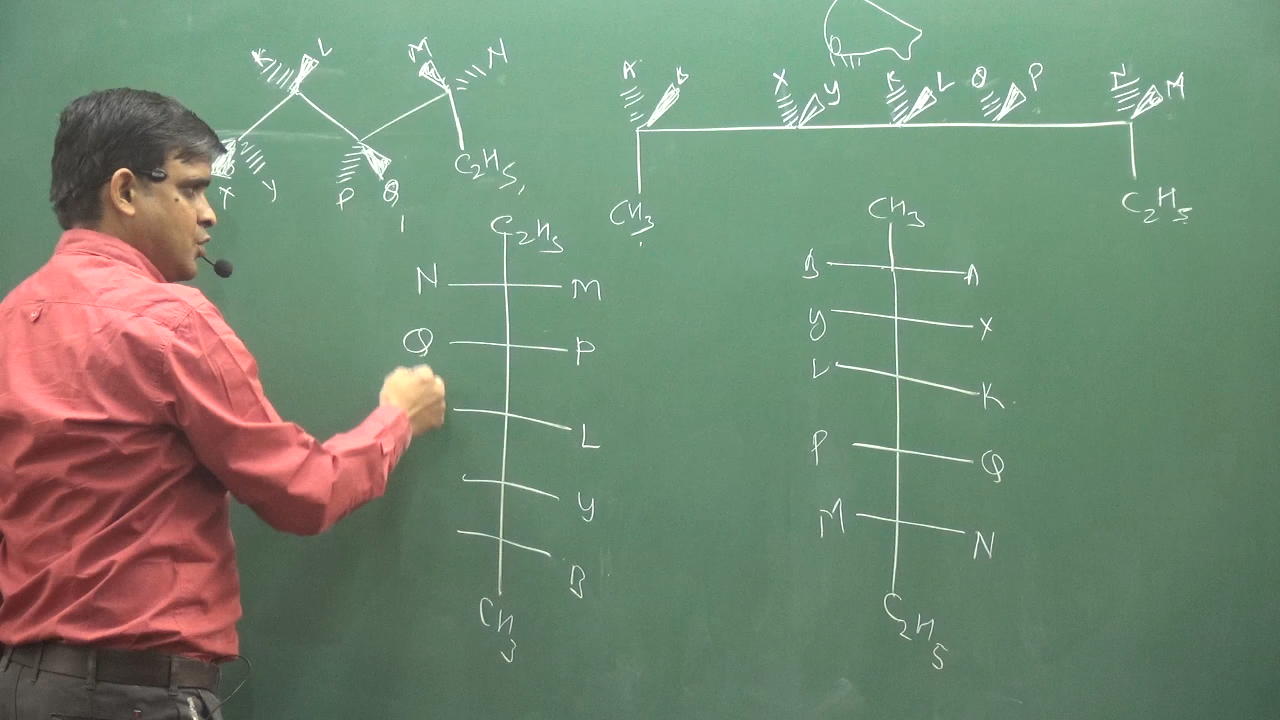 K L M N
X Y P Q C2H5
A B X Y K L Q P N M
CH3 C2H5
C2H5
N M
Q P
L
Y
B
CH3
CH3
B A
Y X
L K
P Q
M N
C2H5